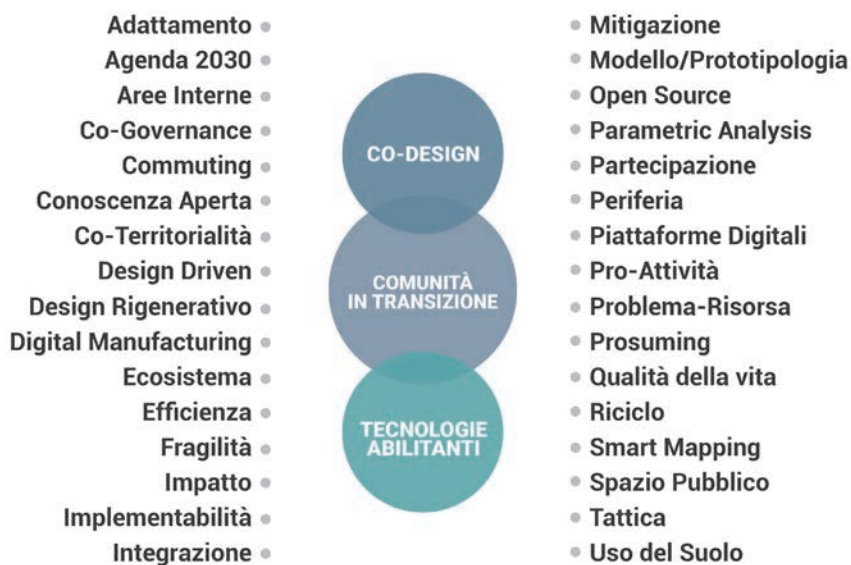 Adattamento
Agenda 2030
Aree Interne
Co-Governance
Commuting
Conoscenza Aperta
Co-Territorialità
Design Driven
Design Rigenerativo
Digital Manufacturing
Ecosistema
Efficienza
Fragilità
Impatto
Implementabilità
Integrazione
CO-DESIGN
COMUNITÀ
IN TRANSIZIONE
TECNOLOGIE
ABILITANTI
Mitigazione
Modello/Prototipologia
Open Source
Parametric Analysis
Partecipazione
Periferia
Piattaforme Digitali
Pro-Attività
Problema-Risorsa
Prosuming
Qualità della vita
Riciclo
Smart Mapping
Spazio Pubblico
Tattica
Uso del Suolo